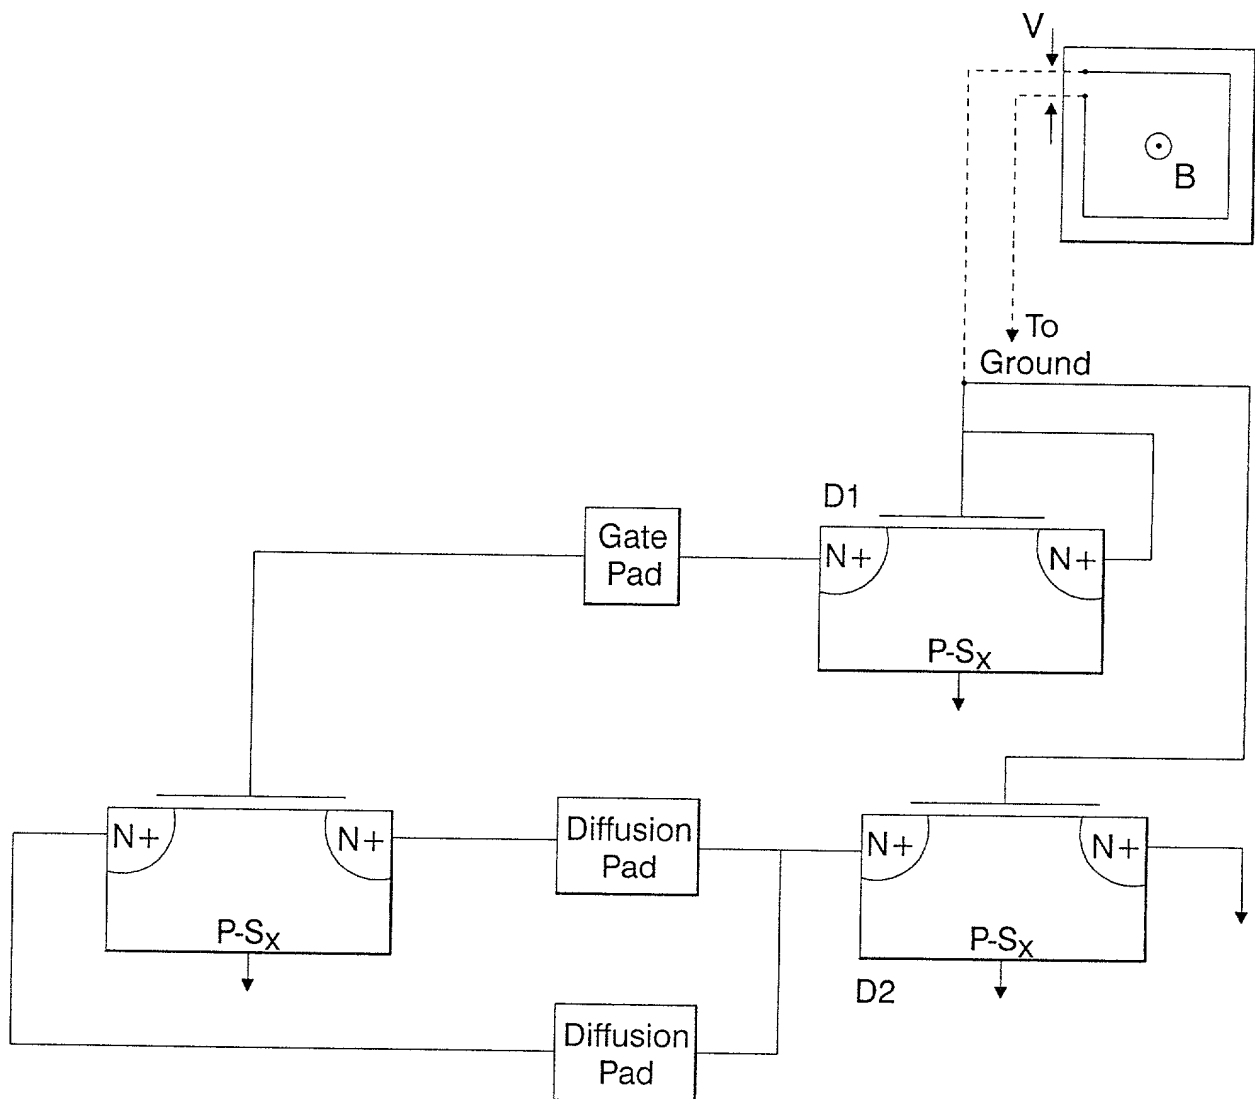 V
B
To
Ground
D1
Gate
Pad
N+
N+
P-Sx
N+
N+
Diffusion
Pad
N+
N+
P-Sx
P-Sx
D2
Diffusion
Pad